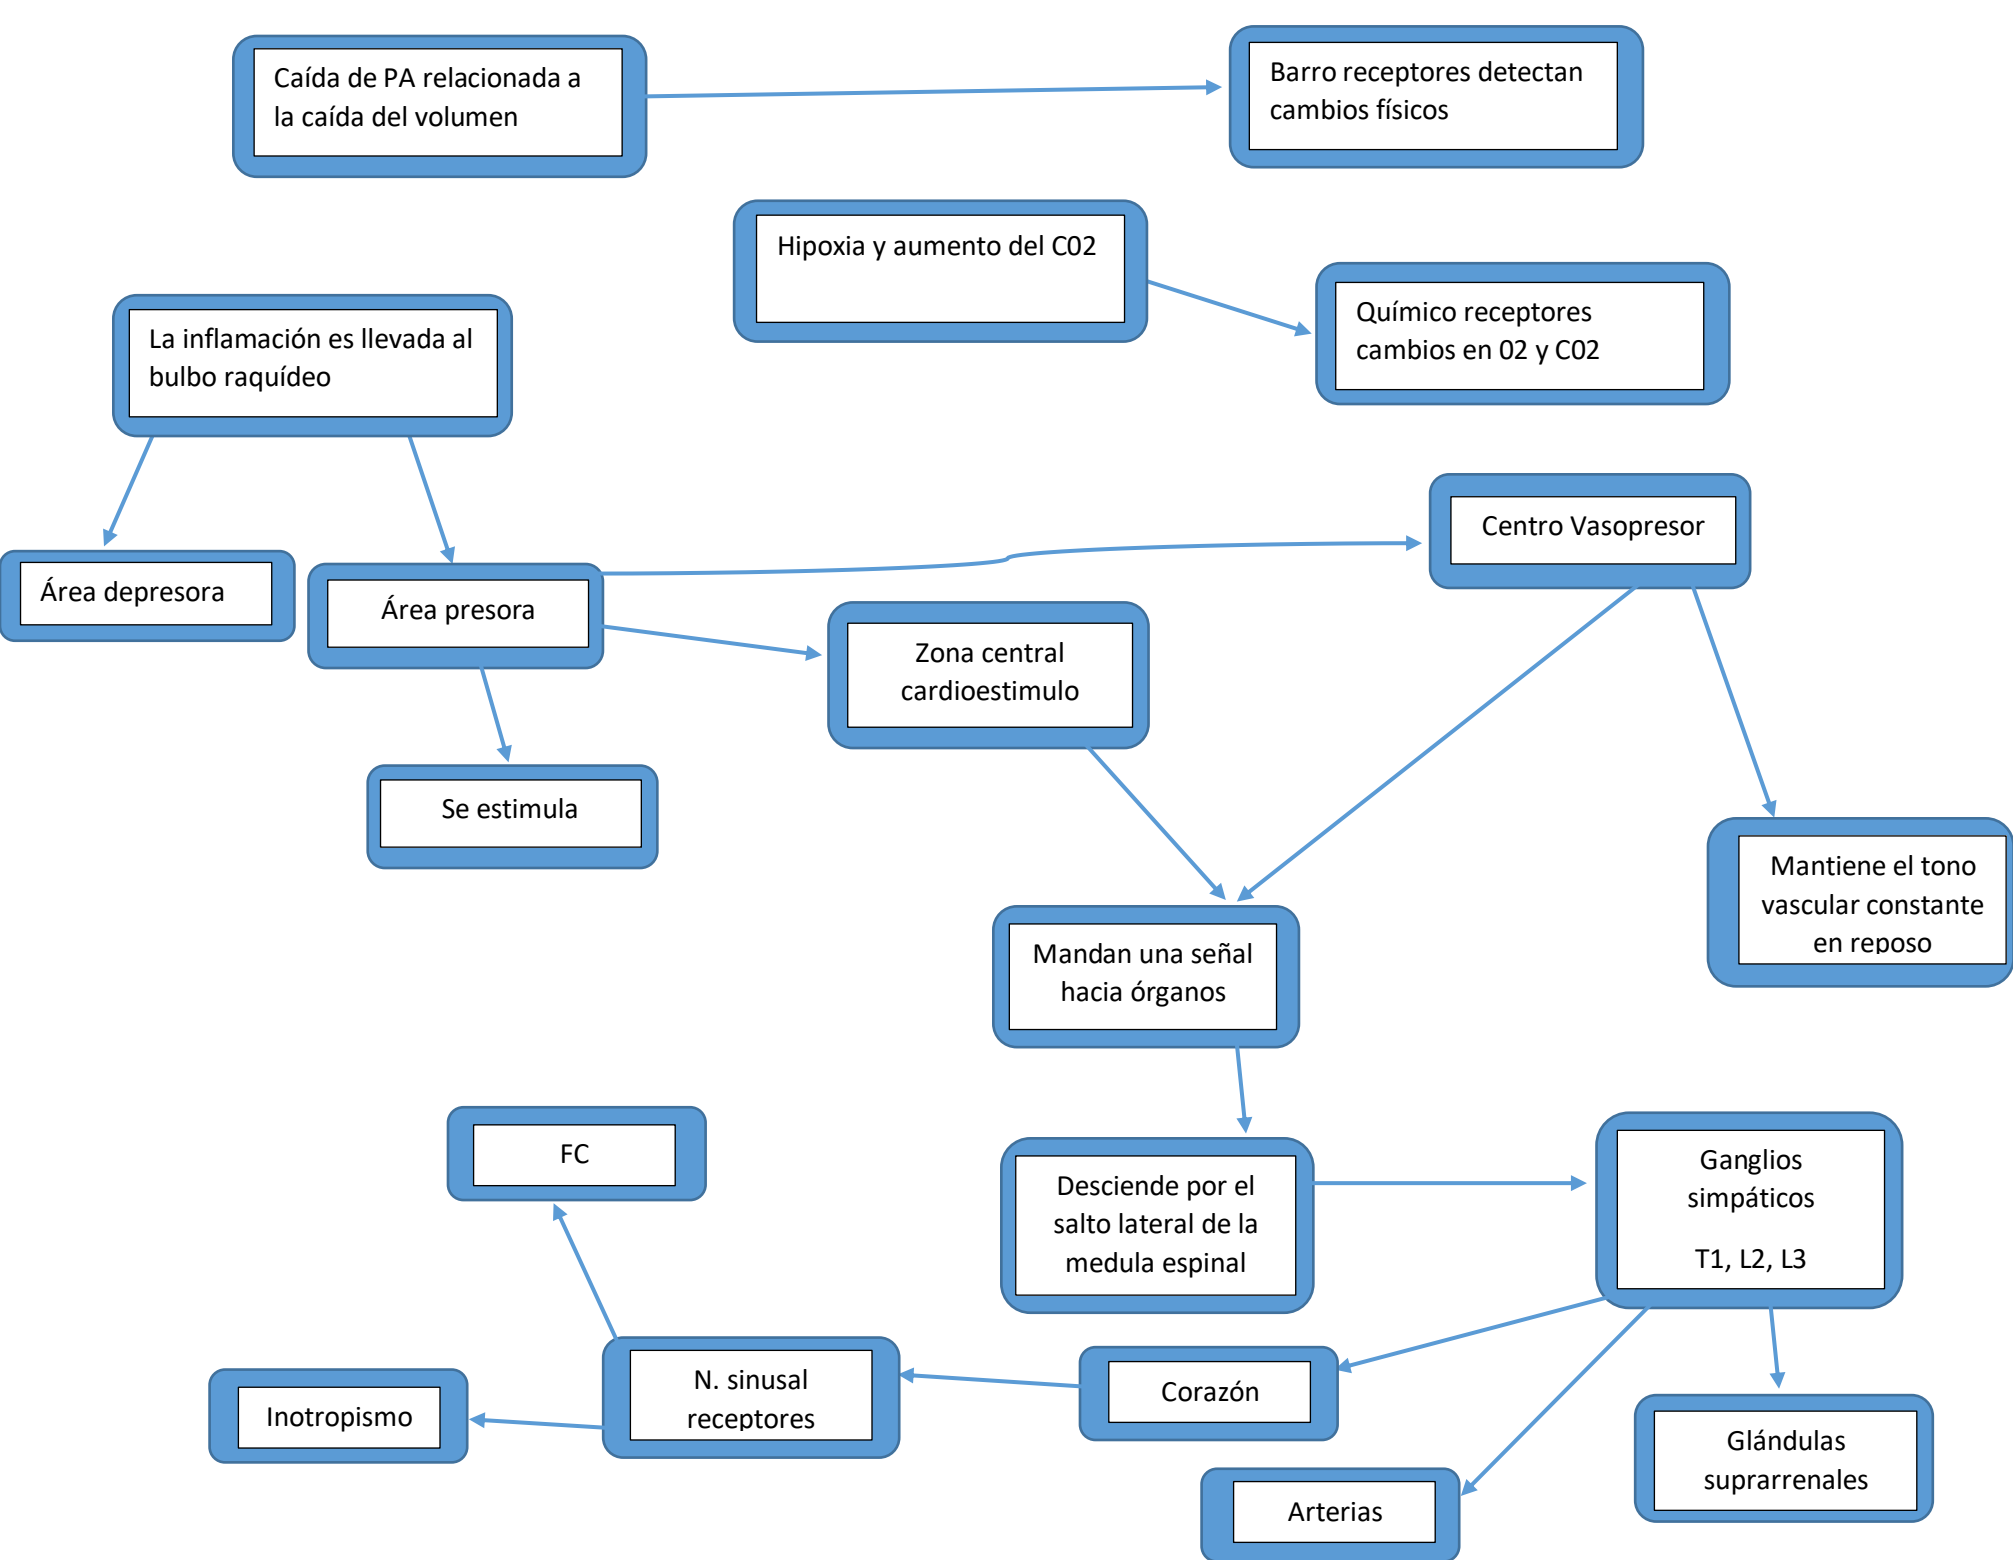 Caída de PA relacionada a
la caída del volumen
Barro receptores detectan
cambios físicos
Hipoxia y aumento del C02
Químico receptores
cambios en 02 y C02
La inflamación es llevada al
bulbo raquídeo
Centro Vasopresor
Área depresora
Área presora
Zona central
cardioestimulo
Se estimula
Mantiene el tono
vascular constante
en reposo
Mandan una señal
hacia órganos
FC
Desciende por el
salto lateral de la
medula espinal
Ganglios
simpáticos
T1, L2, L3
N. sinusal
receptores
Corazón
Inotropismo
Glándulas
suprarrenales
Arterias